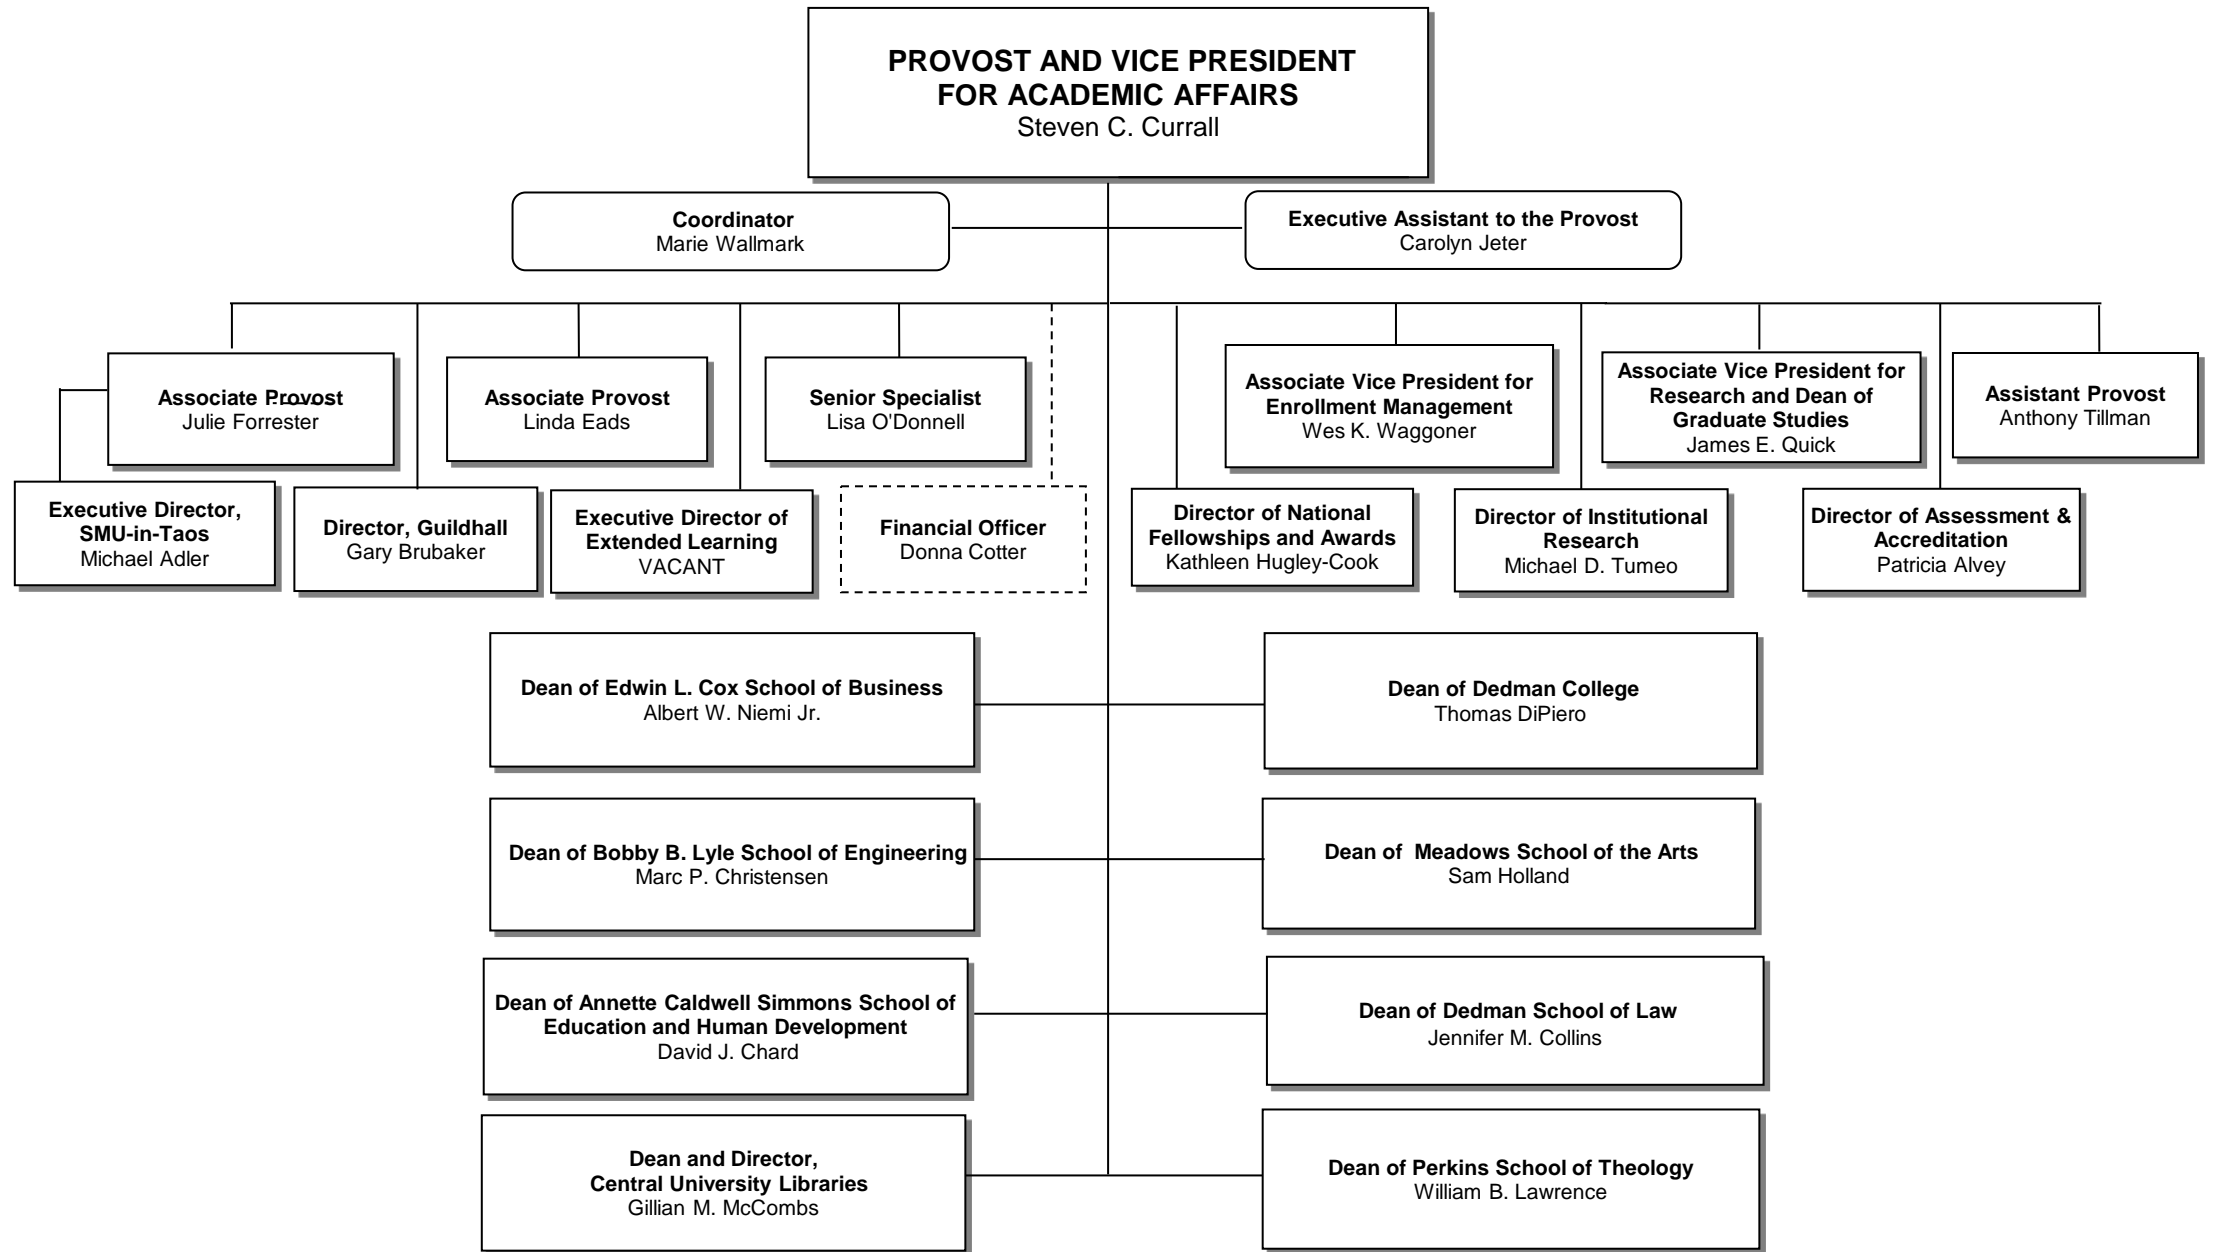 PROVOST AND VICE PRESIDENT
FOR ACADEMIC AFFAIRS
Steven C. Currall
Coordinator
Marie Wallmark
Executive Assistant to the Provost
Carolyn Jeter
Associate Provost
Julie Forrester
Associate Provost
Linda Eads
Senior Specialist
Lisa O'Donnell
Associate Vice President for
Enrollment Management
Wes K. Waggoner
Associate Vice President for
Research and Dean of
Graduate Studies
James E. Quick
Assistant Provost
Anthony Tillman
Executive Director,
SMU-in-Taos
Michael Adler
Director, Guildhall
Gary Brubaker
Executive Director of
Extended Learning
VACANT
Financial Officer
Donna Cotter
Director of National
Fellowships and Awards
Kathleen Hugley-Cook
Director of Institutional
Research
Michael D. Tumeo
Director of Assessment &
Accreditation
Patricia Alvey
Dean of Edwin L. Cox School of Business
Albert W. Niemi Jr.
Dean of Dedman College
Thomas DiPiero
Dean of Bobby B. Lyle School of Engineering
Marc P. Christensen
Dean of  Meadows School of the Arts
Sam Holland
Dean of Annette Caldwell Simmons School of
Education and Human Development
David J. Chard
Dean of Dedman School of Law
Jennifer M. Collins
Dean and Director,
Central University Libraries
Gillian M. McCombs
Dean of Perkins School of Theology
William B. Lawrence